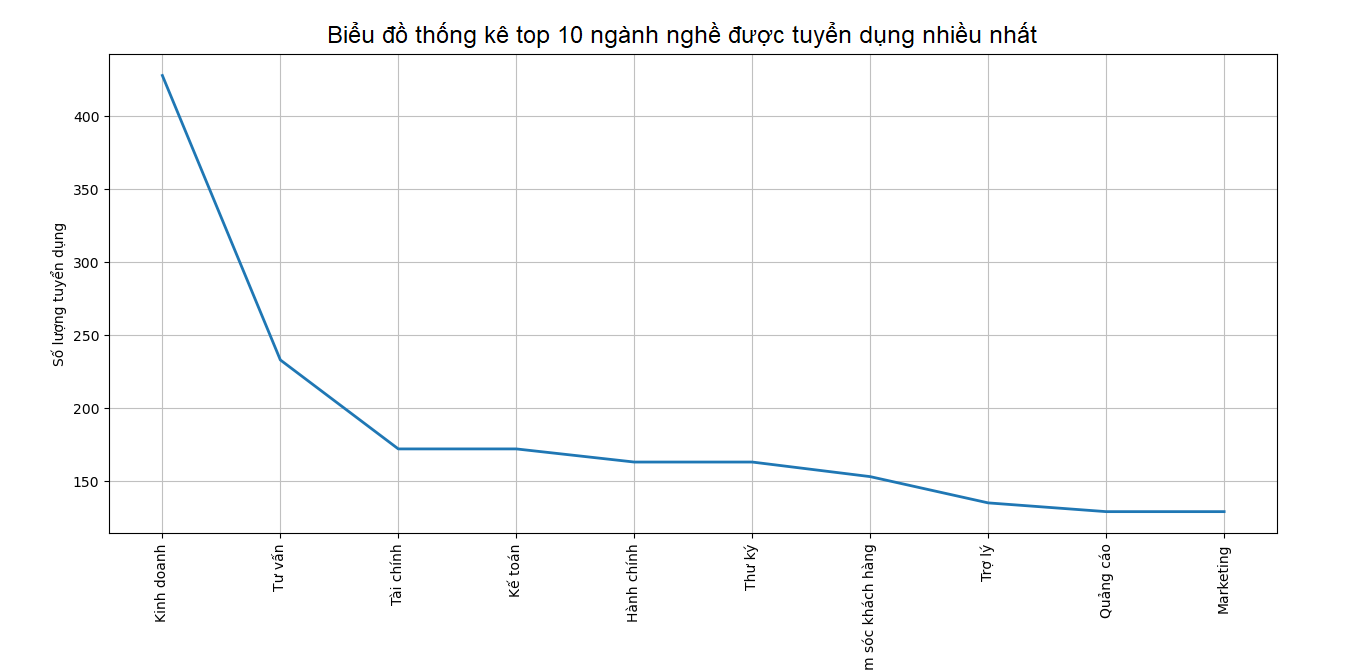 Biểu đồ thống kê top 10 ngành nghề được tuyển dụng nhiều nhất
Số lượng tuyển dụng
400
350
300
250
200
150
Kinh doanh
Tư vấn
Tài chính
Kế toán
Hành chính
Thư ký
m sóc khách hàng
Trợ lý
Quảng cáo
Marketing